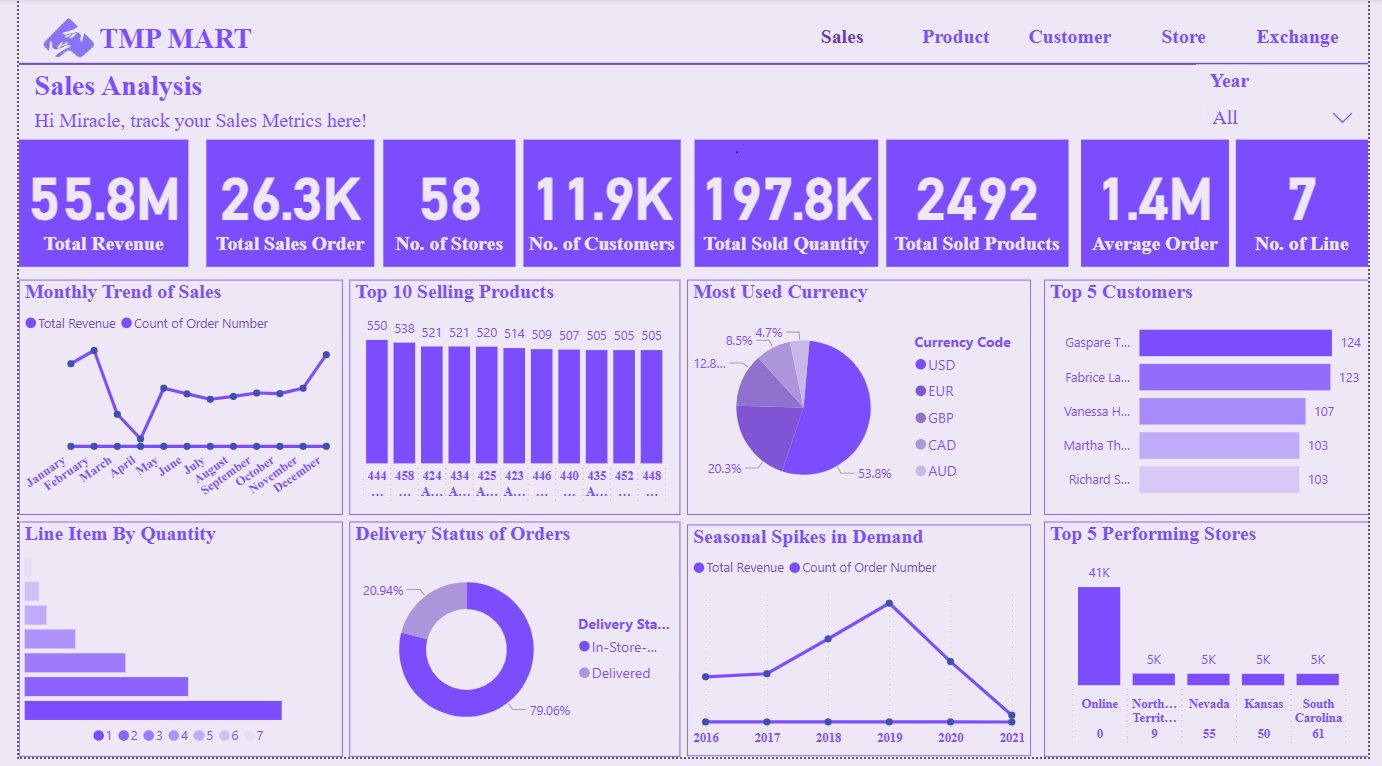 TMP MART
Sales Product Customer Store Exchange
Sales Analysis
Hi Miracle, track your Sales Metrics here!
Year
All
55.8M
Total Revenue
26.3K
Total Sales Order
58
No. of Stores
11.9K
No. of Customers
197.8K
Total Sold Quantity
2492
Total Sold Products
1.4M
Average Order
7
No. of Line
Monthly Trend of Sales
Total Revenue Count of Order Number
January February March April May June July August September October November December
Top 10 Selling Products
550 538 521 521 520 514 509 507 505 505 505
444 458 424 434 425 423 446 440 435 452 448
... ... A... A... A... A... ... ... A... ... ...
Most Used Currency
4.7%
8.5%
12.8...
20.3%
53.8%
Currency Code
USD
EUR
GBP
CAD
AUD
Top 5 Customers
Gaspare T... 124
Fabrice La... 123
Vanessa H... 107
Martha Th... 103
Richard S... 103
Line Item By Quantity
1 2 3 4 5 6 7
Delivery Status of Orders
20.94%
79.06%
Delivery Sta...
In-Store-...
Delivered
Seasonal Spikes in Demand
Total Revenue Count of Order Number
2016 2017 2018 2019 2020 2021
Top 5 Performing Stores
41K 5K 5K 5K 5K
Online North... Nevada Kansas South
Territ... Carolina
0 9 55 50 61